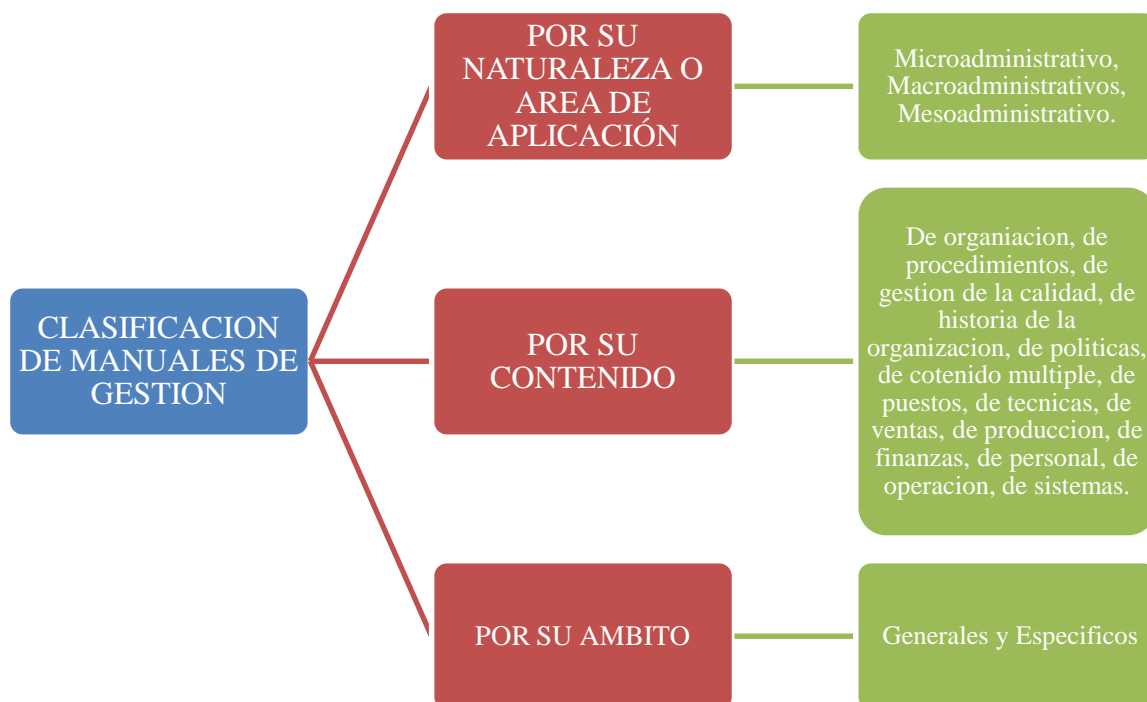 CLASIFICACION
DE MANUALES DE
GESTION
POR SU
NATURALEZA O
AREA DE
APLICACIÓN
Microadministrativo,
Macroadministrativos,
Mesoadministrativo.
POR SU
CONTENIDO
De organiacion, de
procedimientos, de
gestion de la calidad, de
historia de la
organizacion, de politicas,
de cotenido multiple, de
puestos, de tecnicas, de
ventas, de produccion, de
finanzas, de personal, de
operacion, de sistemas.
POR SU AMBITO
Generales y Especificos